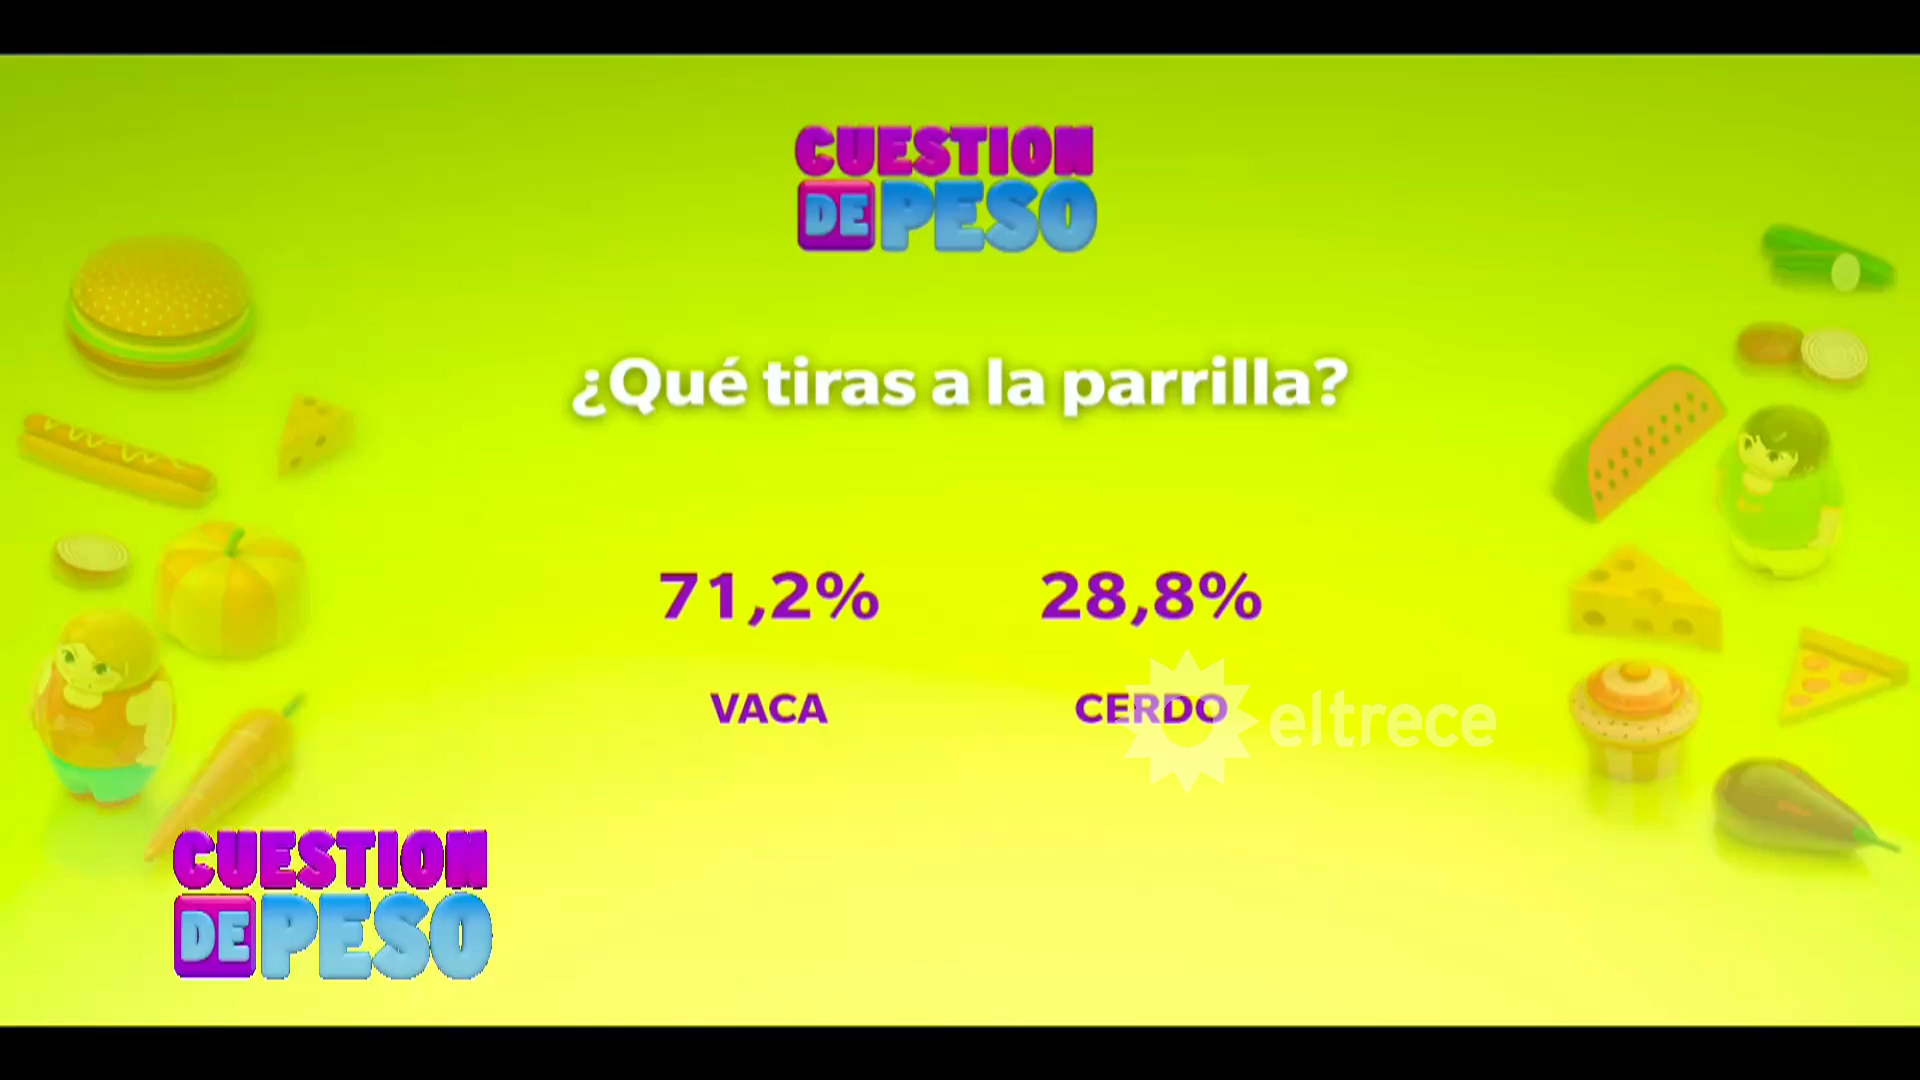 CUESTION
DE PESO
¿Qué tiras a la parrilla?
71,2% 28,8%
VACA CERDO
eltrece
CUESTION
DE PESO